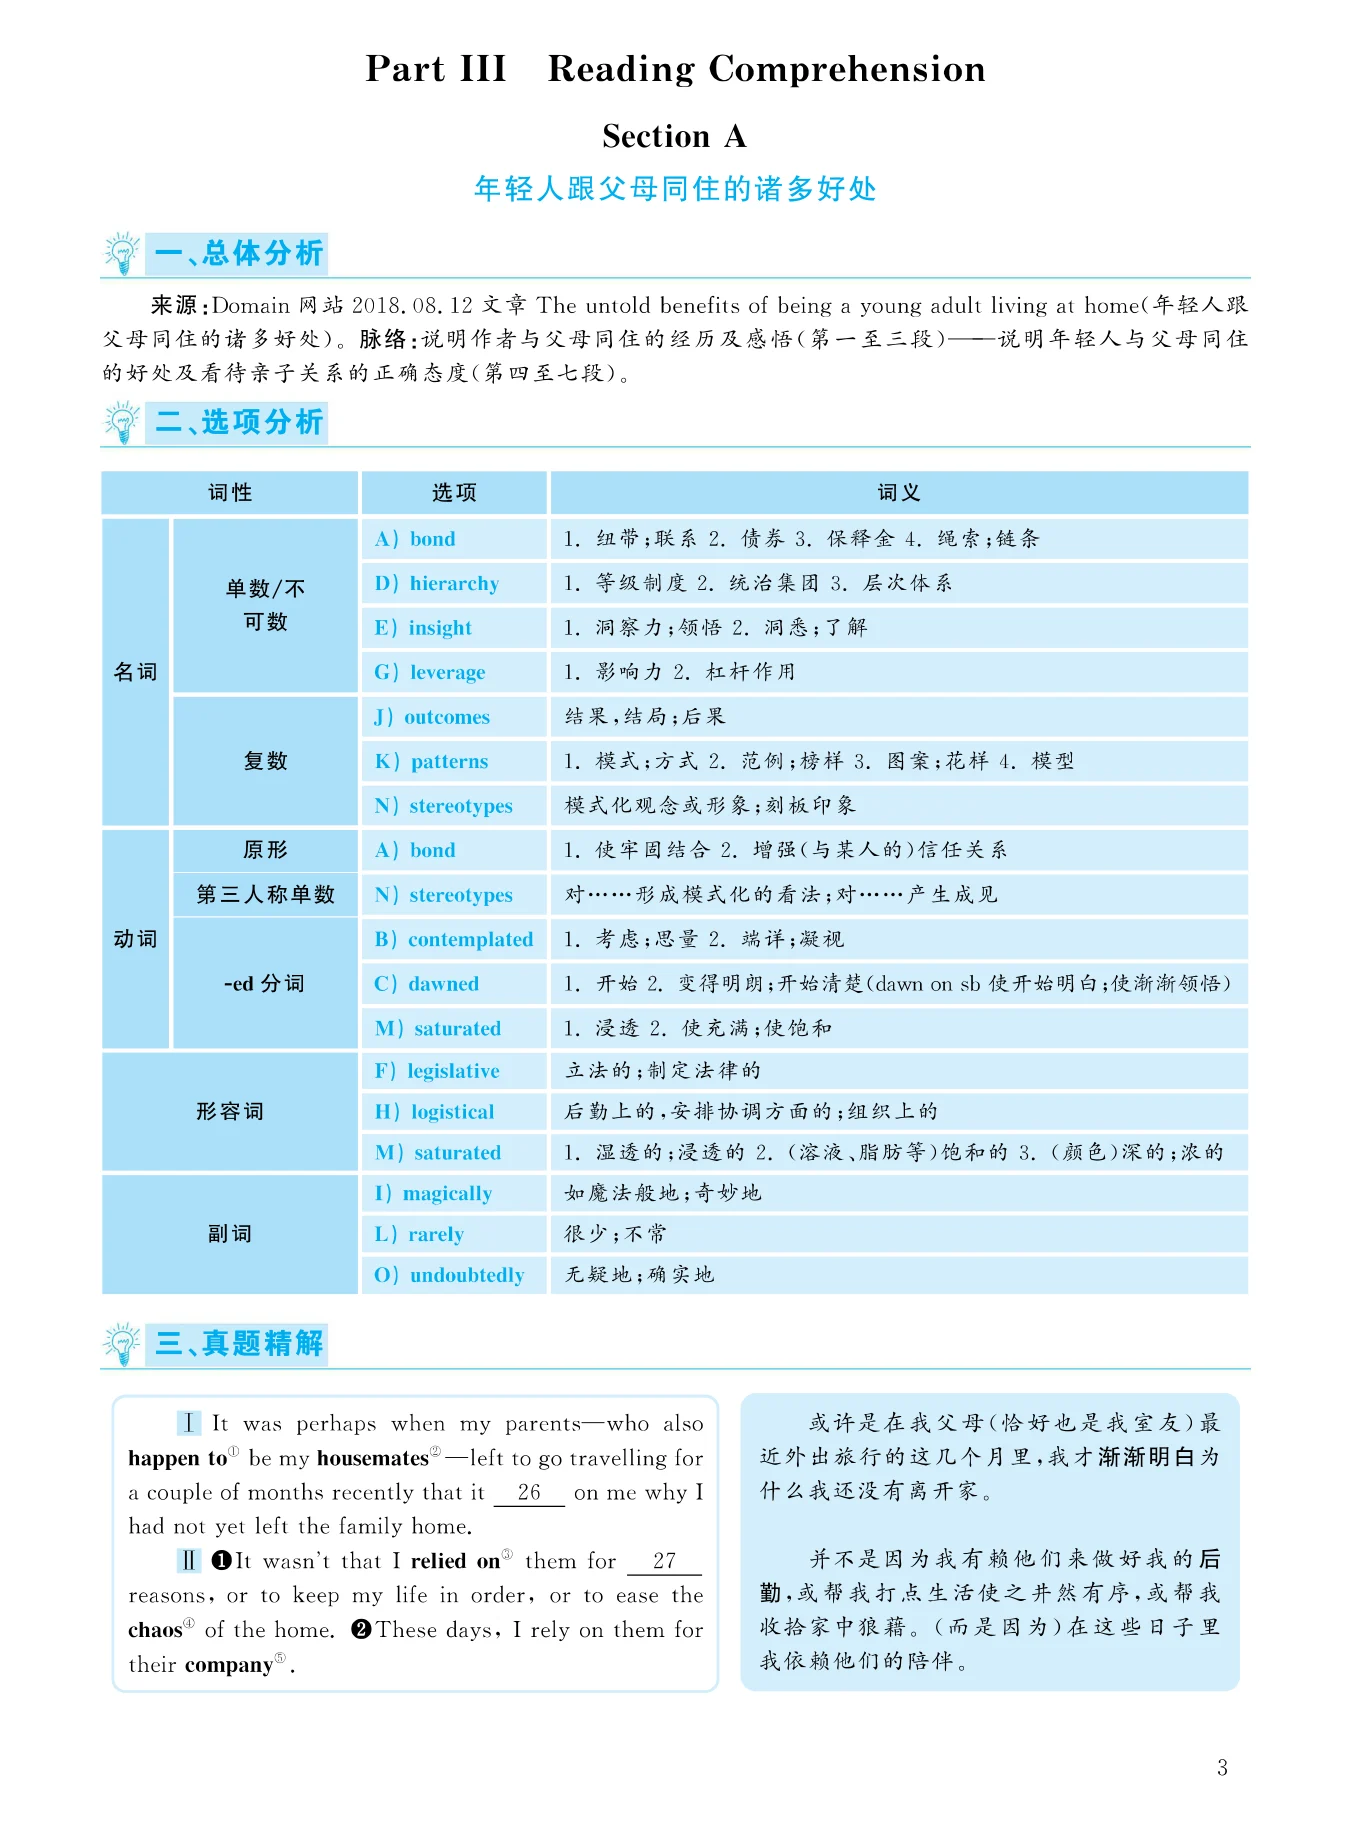 Part III Reading Comprehension
Section A
年轻人跟父母同住的诸多好处
一、总体分析
来源:Domain 网站 2018.08.12 文章 The untold benefits of being a young adult living at home(年轻人跟
父母同住的诸多好处)。脉络:说明作者与父母同住的经历及感悟(第一至三段)——说明年轻人与父母同住
的好处及看待亲子关系的正确态度(第四至七段)。
二、选项分析
词性 选项 词义
名词
单数/不
可数
A) bond 1. 纽带;联系 2. 债券 3. 保释金 4. 绳索;链条
D) hierarchy 1. 等级制度 2. 统治集团 3. 层次体系
E) insight 1. 洞察力;领悟 2. 洞悉;了解
G) leverage 1. 影响力 2. 杠杆作用
复数
J) outcomes 结果,结局;后果
K) patterns 1. 模式;方式 2. 范例;榜样 3. 图案;花样 4. 模型
N) stereotypes 模式化观念或形象;刻板印象
动词
原形 A) bond 1. 使牢固结合 2. 增强(与某人的)信任关系
第三人称单数 N) stereotypes 对……形成模式化的看法;对……产生成见
-ed 分词
B) contemplated 1. 考虑;思量 2. 端详;凝视
C) dawned 1. 开始 2. 变得明朗;开始清楚(dawn on sb 使开始明白;使渐渐领悟)
M) saturated 1. 浸透 2. 使充满;使饱和
形容词
F) legislative 立法的;制定法律的
H) logistical 后勤上的,安排协调方面的;组织上的
M) saturated 1. 湿透的;浸透的 2. (溶液、脂肪等)饱和的 3. (颜色)深的;浓的
副词
I) magically 如魔法般地;奇妙地
L) rarely 很少;不常
O) undoubtedly 无疑地;确实地
三、真题精解
Ⅰ It was perhaps when my parents—who also
happen to① be my housemates②—left to go travelling for
a couple of months recently that it 26 on me why I
had not yet left the family home.
Ⅱ ❶It wasn't that I relied on③ them for 27
reasons, or to keep my life in order, or to ease the
chaos④ of the home. ❷These days, I rely on them for
their company⑤.
或许是在我父母(恰好也是我室友)最
近外出旅行的这几个月里,我才渐渐明白为
什么我还没有离开家。
并不是因为我有赖他们来做好我的后
勤,或帮我打点生活使之井然有序,或帮我
收拾家中狼藉。(而是因为)在这些日子里
我依赖他们的陪伴。
3